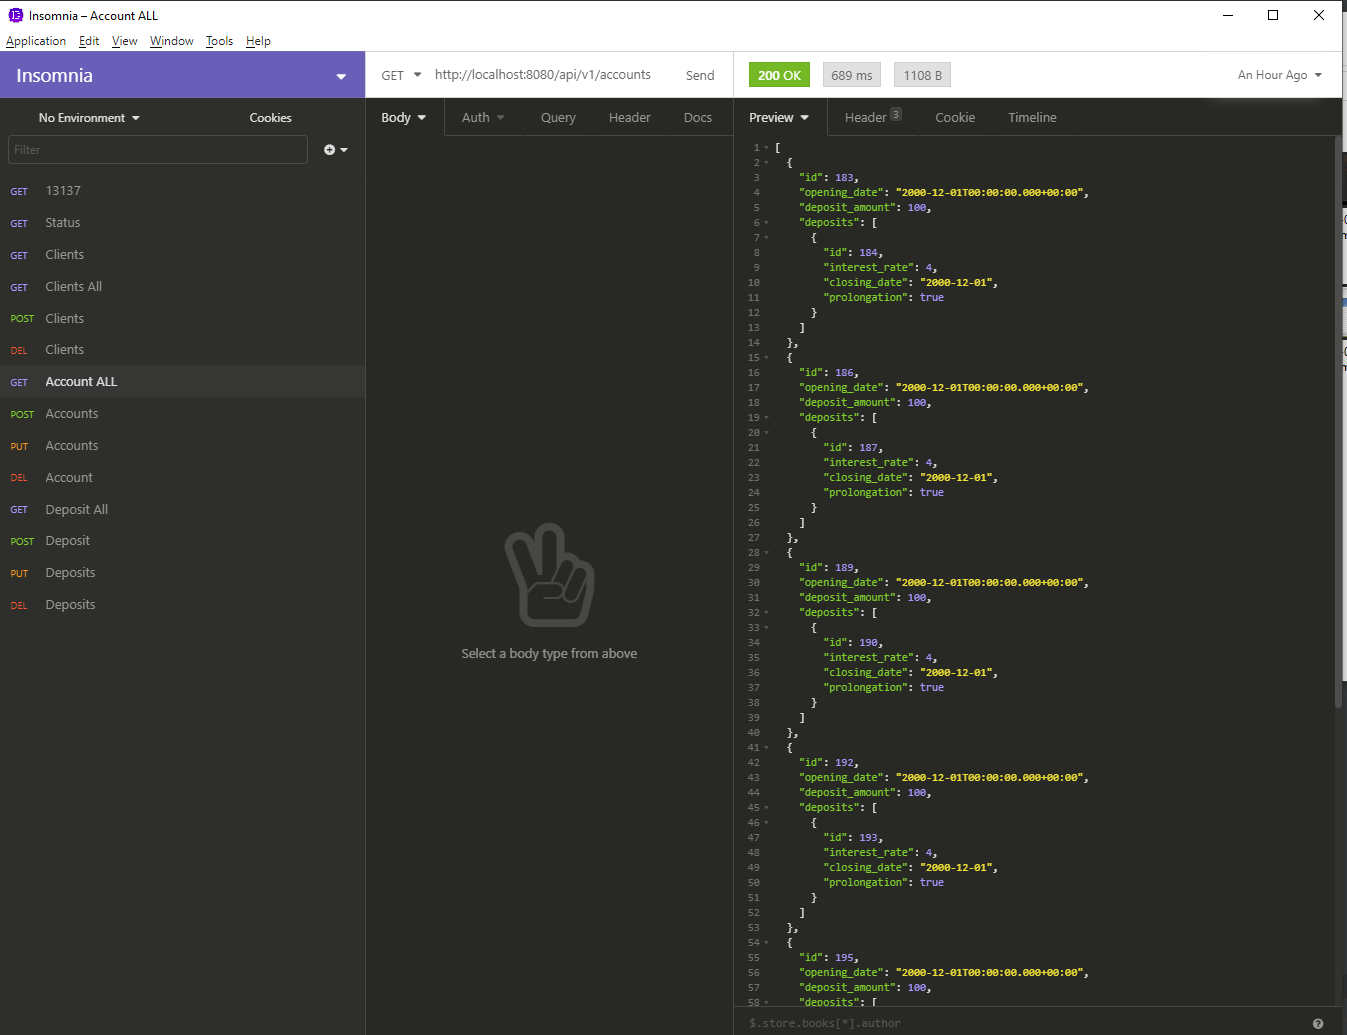 Insomnia – Account ALL
Application Edit View Window Tools Help
Insomnia
GET http://localhost:8080/api/v1/accounts Send
200 OK 689 ms 1108 B An Hour Ago
No Environment Cookies
Filter
GET 13137
GET Status
GET Clients
GET Clients All
POST Clients
DEL Clients
GET Account ALL
POST Accounts
PUT Accounts
DEL Account
GET Deposit All
POST Deposit
PUT Deposits
DEL Deposits
Body Auth Query Header Docs
Select a body type from above
Preview Header 3 Cookie Timeline
1 [
2 {
3 "id": 183,
4 "opening_date": "2000-12-01T00:00:00.000+00:00",
5 "deposit_amount": 100,
6 "deposits": [
7 {
8 "id": 184,
9 "interest_rate": 4,
10 "closing_date": "2000-12-01",
11 "prolongation": true
12 }
13 ]
14 },
15 {
16 "id": 186,
17 "opening_date": "2000-12-01T00:00:00.000+00:00",
18 "deposit_amount": 100,
19 "deposits": [
20 {
21 "id": 187,
22 "interest_rate": 4,
23 "closing_date": "2000-12-01",
24 "prolongation": true
25 }
26 ]
27 },
28 {
29 "id": 189,
30 "opening_date": "2000-12-01T00:00:00.000+00:00",
31 "deposit_amount": 100,
32 "deposits": [
33 {
34 "id": 190,
35 "interest_rate": 4,
36 "closing_date": "2000-12-01",
37 "prolongation": true
38 }
39 ]
40 },
41 {
42 "id": 192,
43 "opening_date": "2000-12-01T00:00:00.000+00:00",
44 "deposit_amount": 100,
45 "deposits": [
46 {
47 "id": 193,
48 "interest_rate": 4,
49 "closing_date": "2000-12-01",
50 "prolongation": true
51 }
52 ]
53 },
54 {
55 "id": 195,
56 "opening_date": "2000-12-01T00:00:00.000+00:00",
57 "deposit_amount": 100,
58 "deposits": [
$.store.books[*].author